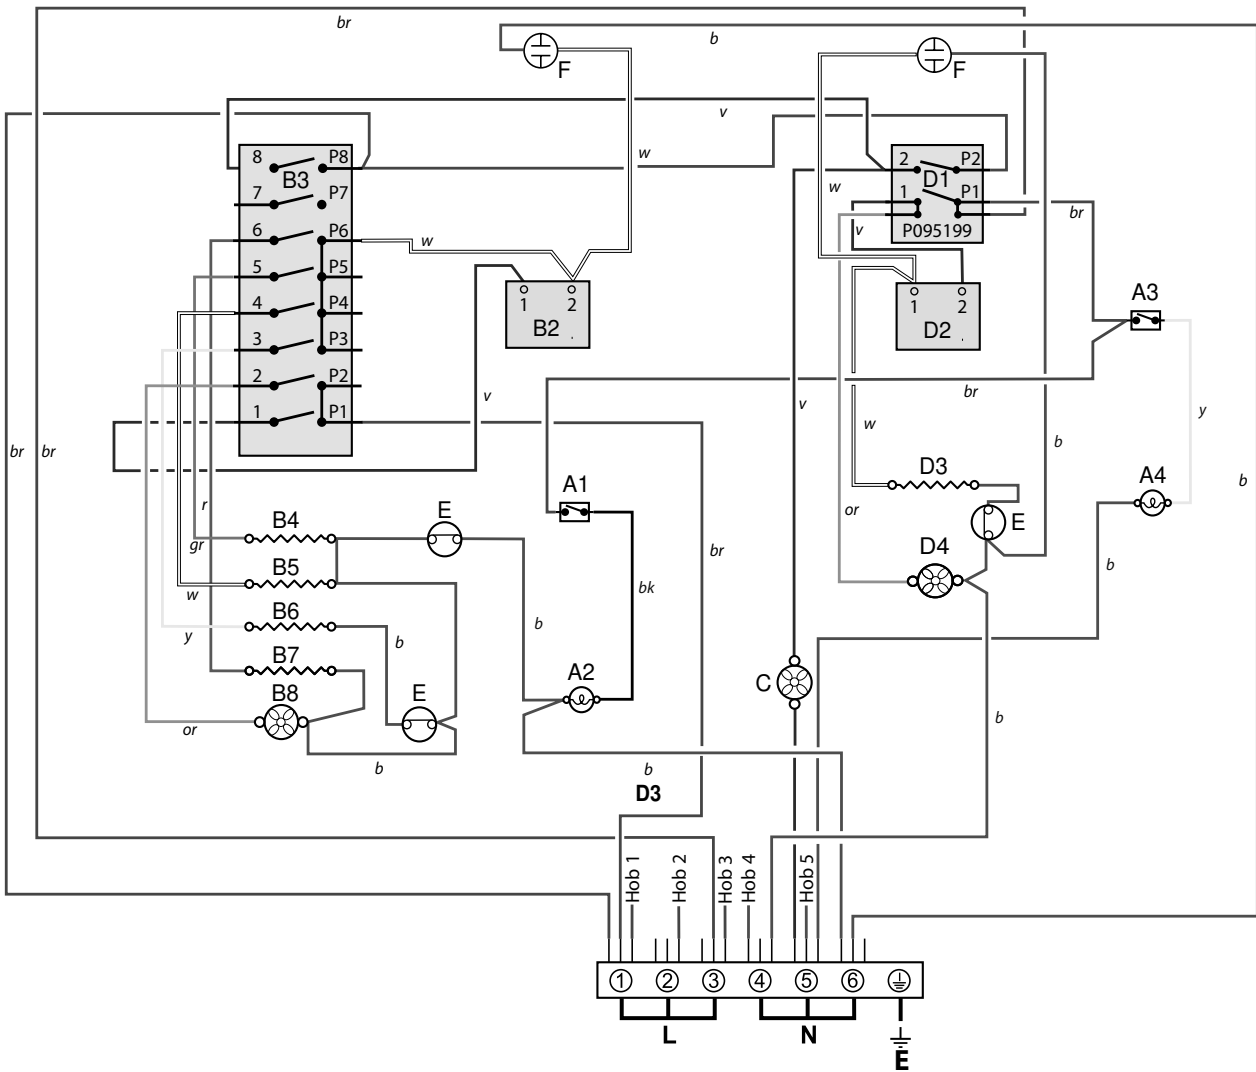 br
b
F
F
v
w
w
8 P8
B3
7 P7
6 P6
5 P5
4 P4
3 P3
2 P2
1 P1
w
2 P2
D1
1 P1
P095199
v
br
1 2
B2
1 2
D2
A3
br
v
v
w
y
br
br
b
b
D3
A4
A1
E
E
r
or
B4
gr
D4
br
b
bk
B5
w
B6
y
b
b
B7
A2
E
C
B8
or
b
b
b
D3
Hob 1
Hob 2
Hob 3
Hob 4
Hob 5
1 2 3 4 5 6
L
N
E